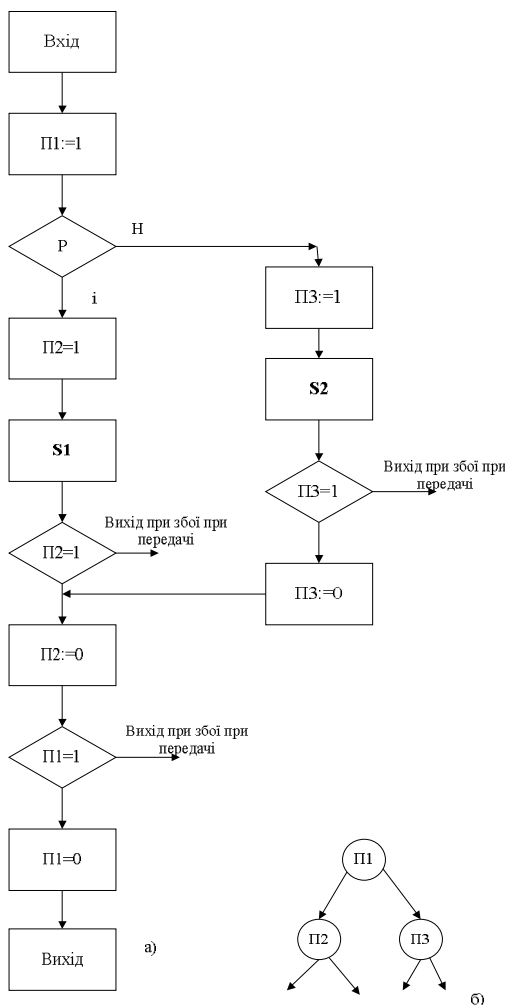 Вхід
П1:=1
Р
Н
і
П2=1
П3:=1
S1
S2
П3=1
Вихід при збої при
передачі
П2=1
Вихід при збої при
передачі
П3:=0
П2:=0
П1=1
Вихід при збої при
передачі
П1=0
Вихід
а)
П1
П2
П3
б)